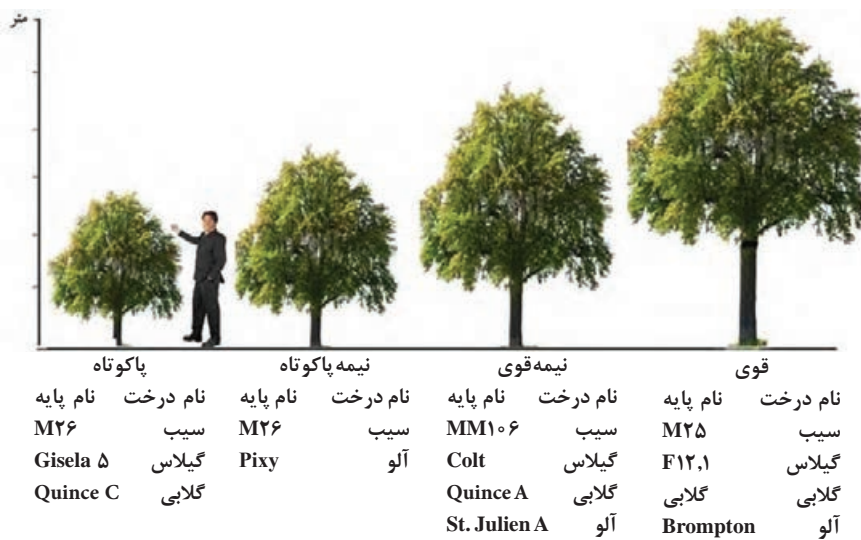 متر
پاکوتاه نیمه‌پاکوتاه نیمه‌قوی قوی
نام درخت نام پایه نام درخت نام پایه نام درخت نام پایه نام درخت نام پایه
سیب M۲۶ سیب M۲۶ سیب MM۱۰۶ سیب M۲۵
گیلاس Gisela ۵ آلو Pixy گیلاس Colt گیلاس F۱۲,۱
گلابی Quince C گلابی Quince A گلابی گلابی
آلو St. Julien A آلو Brompton